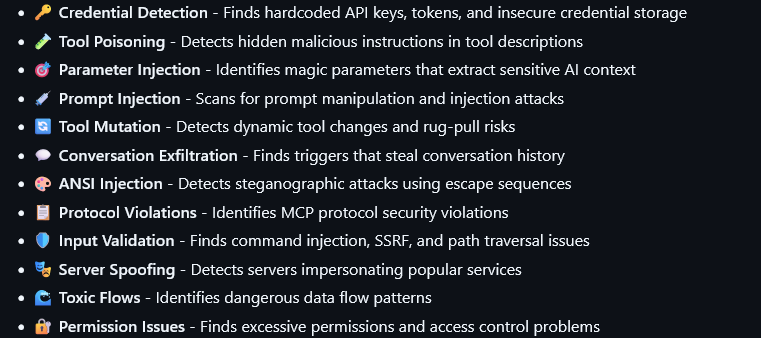 • 🔑 Credential Detection - Finds hardcoded API keys, tokens, and insecure credential storage
• 🧪 Tool Poisoning - Detects hidden malicious instructions in tool descriptions
• 🎯 Parameter Injection - Identifies magic parameters that extract sensitive AI context
• 💉 Prompt Injection - Scans for prompt manipulation and injection attacks
• 🔄 Tool Mutation - Detects dynamic tool changes and rug-pull risks
• 💬 Conversation Exfiltration - Finds triggers that steal conversation history
• 🎨 ANSI Injection - Detects steganographic attacks using escape sequences
• 📋 Protocol Violations - Identifies MCP protocol security violations
• 🛡️ Input Validation - Finds command injection, SSRF, and path traversal issues
• 🎭 Server Spoofing - Detects servers impersonating popular services
• 🌊 Toxic Flows - Identifies dangerous data flow patterns
• 🔐 Permission Issues - Finds excessive permissions and access control problems